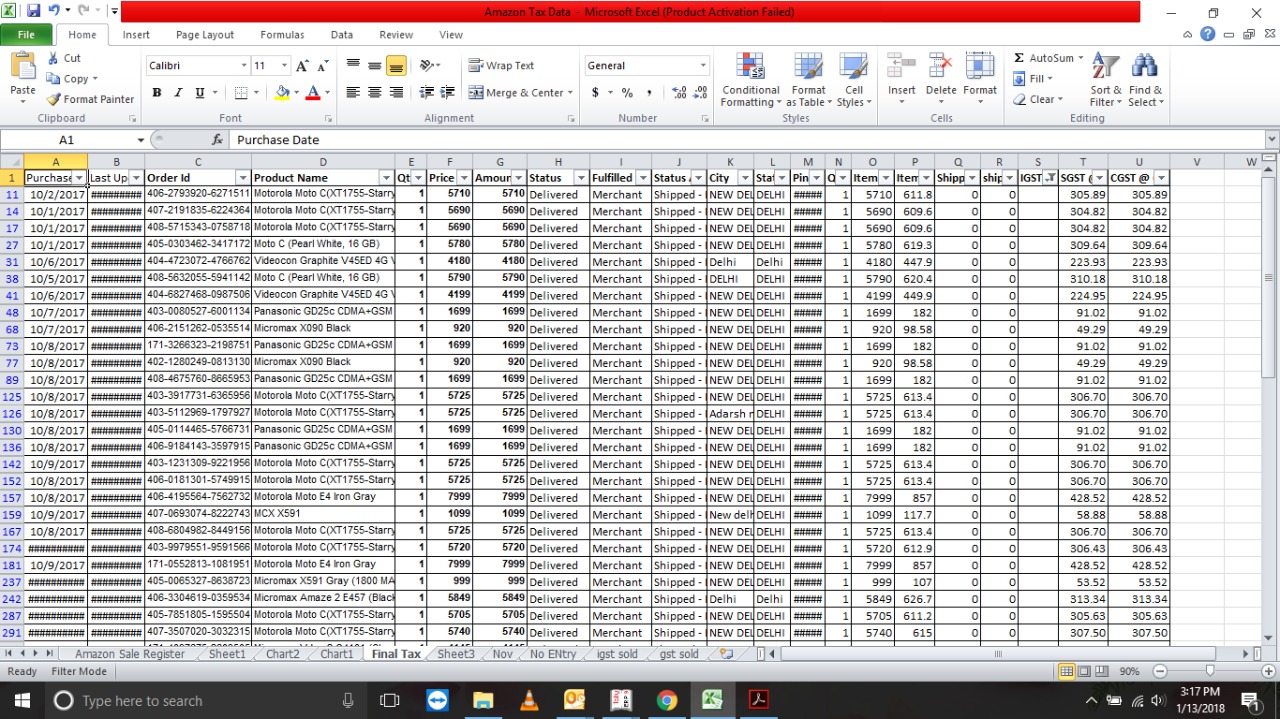 Amazon Tax Data - Microsoft Excel (Product Activation Failed)
File Home Insert Page Layout Formulas Data Review View
Paste Cut Copy Format Painter Clipboard
Calibri 11 A A B I U A Font
Wrap Text Merge & Center Alignment
General $ % , Number
Conditional Formatting Format as Table Cell Styles Styles
Insert Delete Format Cells
Σ AutoSum Fill Clear Sort & Filter Find & Select Editing
A1 fx Purchase Date
A B C D E F G H I J K L M N O P Q R S T U V W
1 Purchase Last Up Order Id Product Name Qt Price Amoun Status Fulfilled Status City Stat Pin Q Item Item Shipp ship IGST SGST @ CGST @
11 10/2/2017 ######### 406-2793920-6271511 Motorola Moto C(XT1755-Starry 1 5710 5710 Delivered Merchant Shipped - NEW DEL DELHI ##### 1 5710 611.8 0 0 305.89 305.89
14 10/1/2017 ######### 407-2191835-6224364 Motorola Moto C(XT1755-Starry 1 5690 5690 Delivered Merchant Shipped - NEW DEL DELHI ##### 1 5690 609.6 0 0 304.82 304.82
17 10/1/2017 ######### 408-5715343-0758718 Motorola Moto C(XT1755-Starry 1 5690 5690 Delivered Merchant Shipped - NEW DEL DELHI ##### 1 5690 609.6 0 0 304.82 304.82
27 10/1/2017 ######### 405-0303462-3417172 Moto C (Pearl White, 16 GB) 1 5780 5780 Delivered Merchant Shipped - NEW DEL DELHI ##### 1 5780 619.3 0 0 309.64 309.64
31 10/6/2017 ######### 404-4723072-4766762 Videocon Graphite V45ED 4G V 1 4180 4180 Delivered Merchant Shipped - Delhi Delhi ##### 1 4180 447.9 0 0 223.93 223.93
38 10/5/2017 ######### 408-5632055-5941142 Moto C (Pearl White, 16 GB) 1 5790 5790 Delivered Merchant Shipped - DELHI DELHI ##### 1 5790 620.4 0 0 310.18 310.18
41 10/6/2017 ######### 404-6827468-0987506 Videocon Graphite V45ED 4G V 1 4199 4199 Delivered Merchant Shipped - NEW DEL DELHI ##### 1 4199 449.9 0 0 224.95 224.95
48 10/7/2017 ######### 403-0080527-6001134 Panasonic GD25c CDMA+GSM 1 1699 1699 Delivered Merchant Shipped - NEW DEL DELHI ##### 1 1699 182 0 0 91.02 91.02
68 10/7/2017 ######### 406-2151262-0535514 Micromax X090 Black 1 920 920 Delivered Merchant Shipped - NEW DEL DELHI ##### 1 920 98.58 0 0 49.29 49.29
73 10/8/2017 ######### 171-3266323-2198751 Panasonic GD25c CDMA+GSM 1 1699 1699 Delivered Merchant Shipped - NEW DEL DELHI ##### 1 1699 182 0 0 91.02 91.02
77 10/8/2017 ######### 402-1280249-0813130 Micromax X090 Black 1 920 920 Delivered Merchant Shipped - NEW DEL DELHI ##### 1 920 98.58 0 0 49.29 49.29
89 10/8/2017 ######### 408-4675760-8665953 Panasonic GD25c CDMA+GSM 1 1699 1699 Delivered Merchant Shipped - NEW DEL DELHI ##### 1 1699 182 0 0 91.02 91.02
125 10/8/2017 ######### 403-3917731-6365956 Motorola Moto C(XT1755-Starry 1 5725 5725 Delivered Merchant Shipped - NEW DEL DELHI ##### 1 5725 613.4 0 0 306.70 306.70
126 10/8/2017 ######### 403-5112969-1797927 Motorola Moto C(XT1755-Starry 1 5725 5725 Delivered Merchant Shipped - Adarsh n DELHI ##### 1 5725 613.4 0 0 306.70 306.70
130 10/8/2017 ######### 405-0114465-5766731 Panasonic GD25c CDMA+GSM 1 1699 1699 Delivered Merchant Shipped - NEW DEL DELHI ##### 1 1699 182 0 0 91.02 91.02
136 10/8/2017 ######### 406-9184143-3597915 Panasonic GD25c CDMA+GSM 1 1699 1699 Delivered Merchant Shipped - NEW DEL DELHI ##### 1 1699 182 0 0 91.02 91.02
142 10/9/2017 ######### 403-1231309-9221956 Motorola Moto C(XT1755-Starry 1 5725 5725 Delivered Merchant Shipped - NEW DEL DELHI ##### 1 5725 613.4 0 0 306.70 306.70
152 10/8/2017 ######### 406-0181301-5749915 Motorola Moto C(XT1755-Starry 1 5725 5725 Delivered Merchant Shipped - NEW DEL DELHI ##### 1 5725 613.4 0 0 306.70 306.70
157 10/8/2017 ######### 406-4195564-7562732 Motorola Moto E4 Iron Gray 1 7999 7999 Delivered Merchant Shipped - NEW DEL DELHI ##### 1 7999 857 0 0 428.52 428.52
159 10/8/2017 ######### 407-0693074-8222743 MCX X591 1 1099 1099 Delivered Merchant Shipped - New delh DELHI ##### 1 1099 117.7 0 0 58.88 58.88
167 10/8/2017 ######### 408-6804982-8449156 Motorola Moto C(XT1755-Starry 1 5725 5725 Delivered Merchant Shipped - NEW DEL DELHI ##### 1 5725 613.4 0 0 306.70 306.70
174 ########## ######### 403-9979551-9591566 Motorola Moto C(XT1755-Starry 1 5720 5720 Delivered Merchant Shipped - NEW DEL DELHI ##### 1 5720 612.9 0 0 306.43 306.43
181 10/9/2017 ######### 171-0552813-1081951 Motorola Moto E4 Iron Gray 1 7999 7999 Delivered Merchant Shipped - NEW DEL DELHI ##### 1 7999 857 0 0 428.52 428.52
237 ########## ######### 405-0065327-8638723 Micromax X591 Gray (1800 MA 1 999 999 Delivered Merchant Shipped - NEW DEL DELHI ##### 1 999 107 0 0 53.52 53.52
242 ########## ######### 406-3304619-0359534 Micromax Amaze 2 E457 (Black 1 5849 5849 Delivered Merchant Shipped - Delhi Delhi ##### 1 5849 626.7 0 0 313.34 313.34
287 ########## ######### 405-7851805-1595504 Motorola Moto C(XT1755-Starry 1 5705 5705 Delivered Merchant Shipped - NEW DEL DELHI ##### 1 5705 611.2 0 0 305.63 305.63
291 ########## ######### 407-3507020-3032315 Motorola Moto C(XT1755-Starry 1 5740 5740 Delivered Merchant Shipped - NEW DEL DELHI ##### 1 5740 615 0 0 307.50 307.50
Amazon Sale Register Sheet1 Chart2 Chart1 Final Tax Sheet3 Nov No ENtry igst sold gst sold
Ready Filter Mode 90%
Type here to search 3:17 PM
1/13/2018